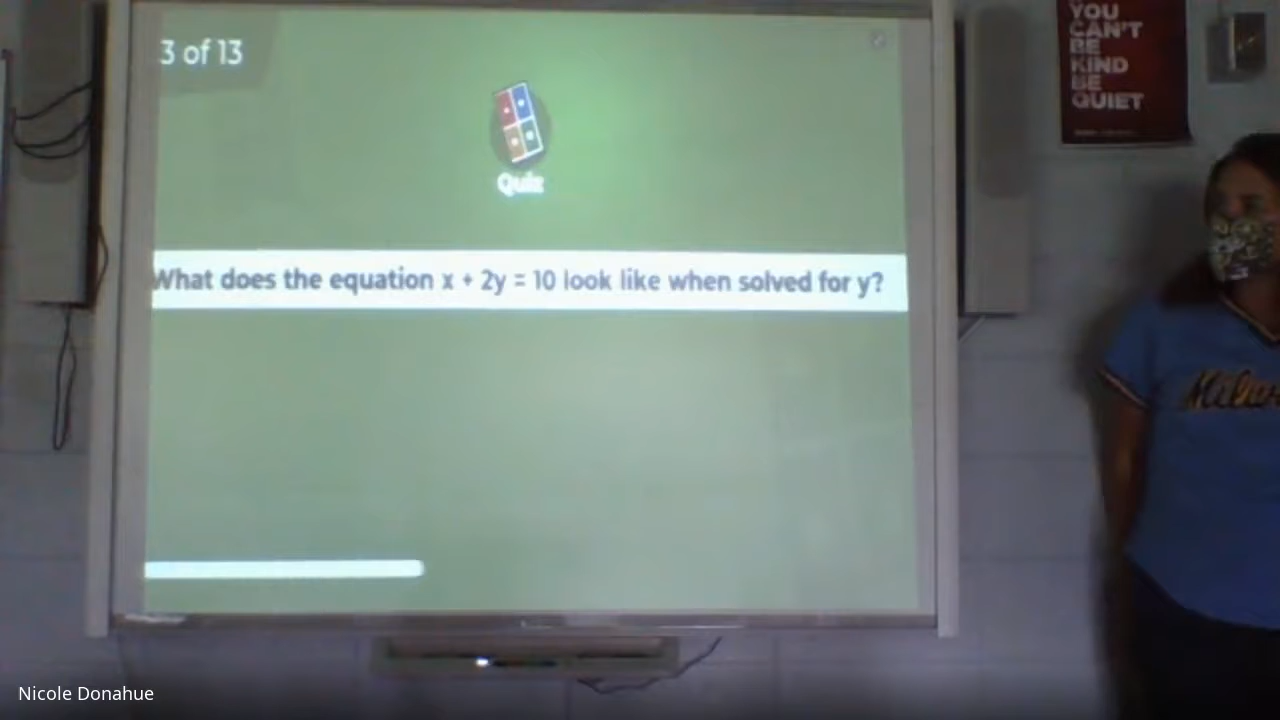 3 of 13
Quiz
What does the equation x + 2y = 10 look like when solved for y?
YOU
CAN'T
BE
KIND
BE
QUIET
Nicole Donahue